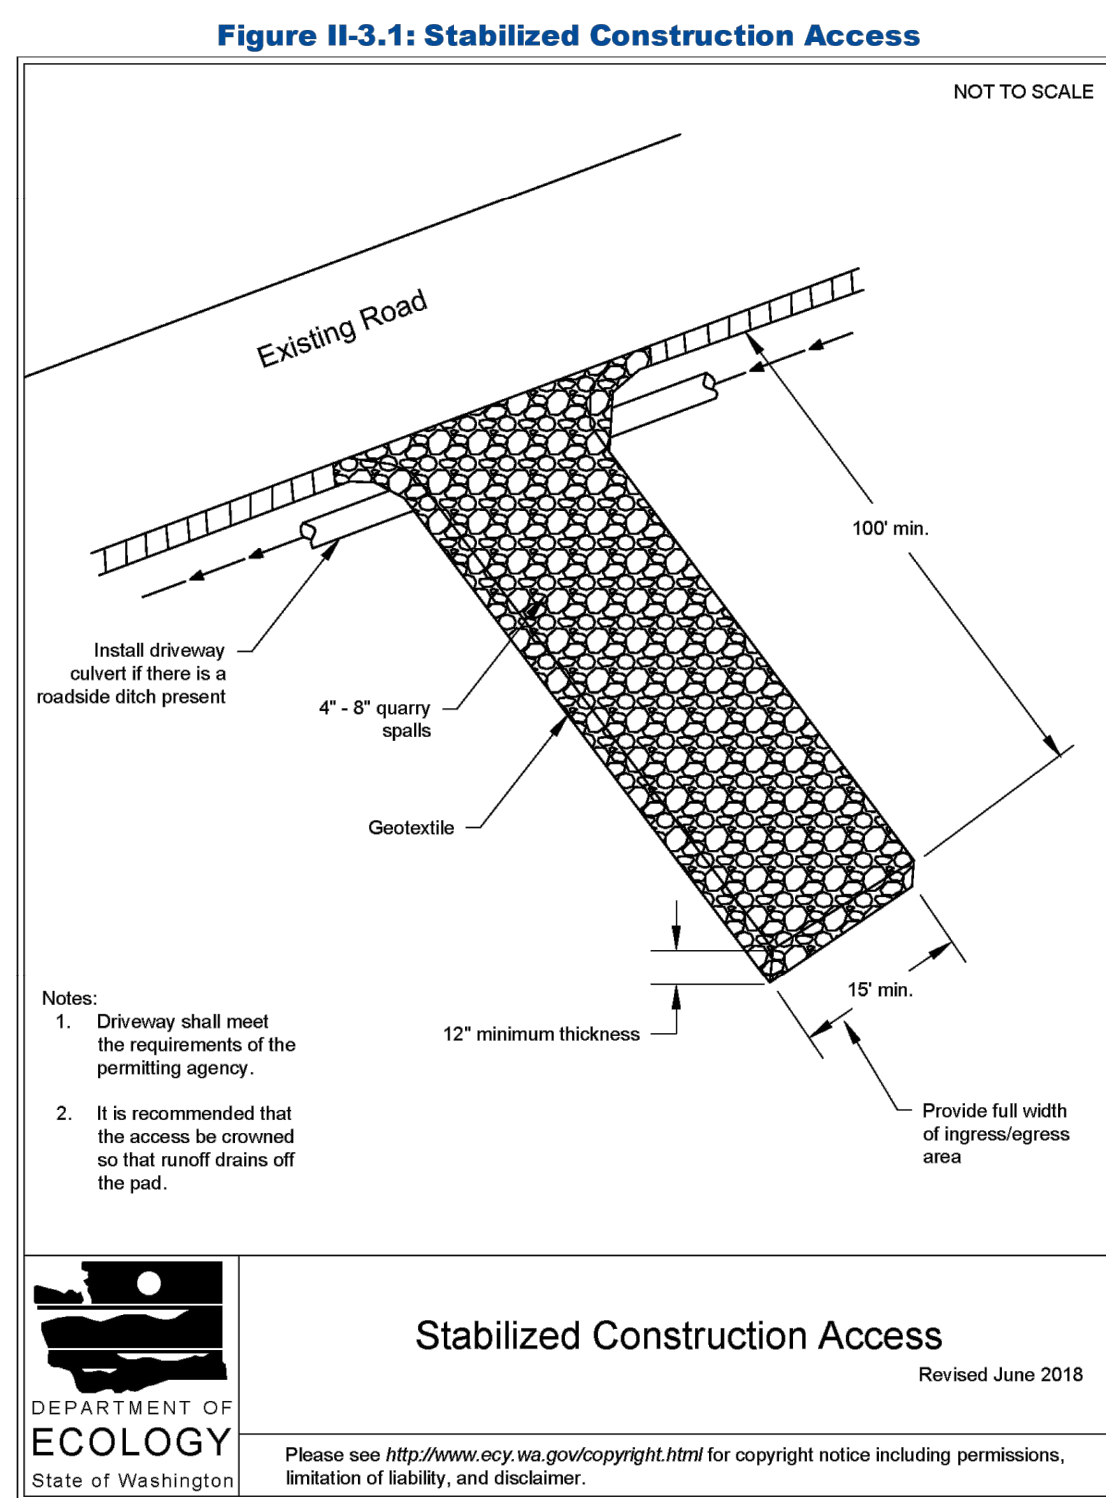 Figure II-3.1: Stabilized Construction Access
NOT TO SCALE
Existing Road
100' min.
Install driveway
culvert if there is a
roadside ditch present
4" - 8" quarry
spalls
Geotextile
15' min.
12" minimum thickness
Provide full width
of ingress/egress
area
Notes:
1. Driveway shall meet
the requirements of the
permitting agency.
2. It is recommended that
the access be crowned
so that runoff drains off
the pad.
DEPARTMENT OF
ECOLOGY
State of Washington
Stabilized Construction Access
Revised June 2018
Please see http://www.ecy.wa.gov/copyright.html for copyright notice including permissions,
limitation of liability, and disclaimer.